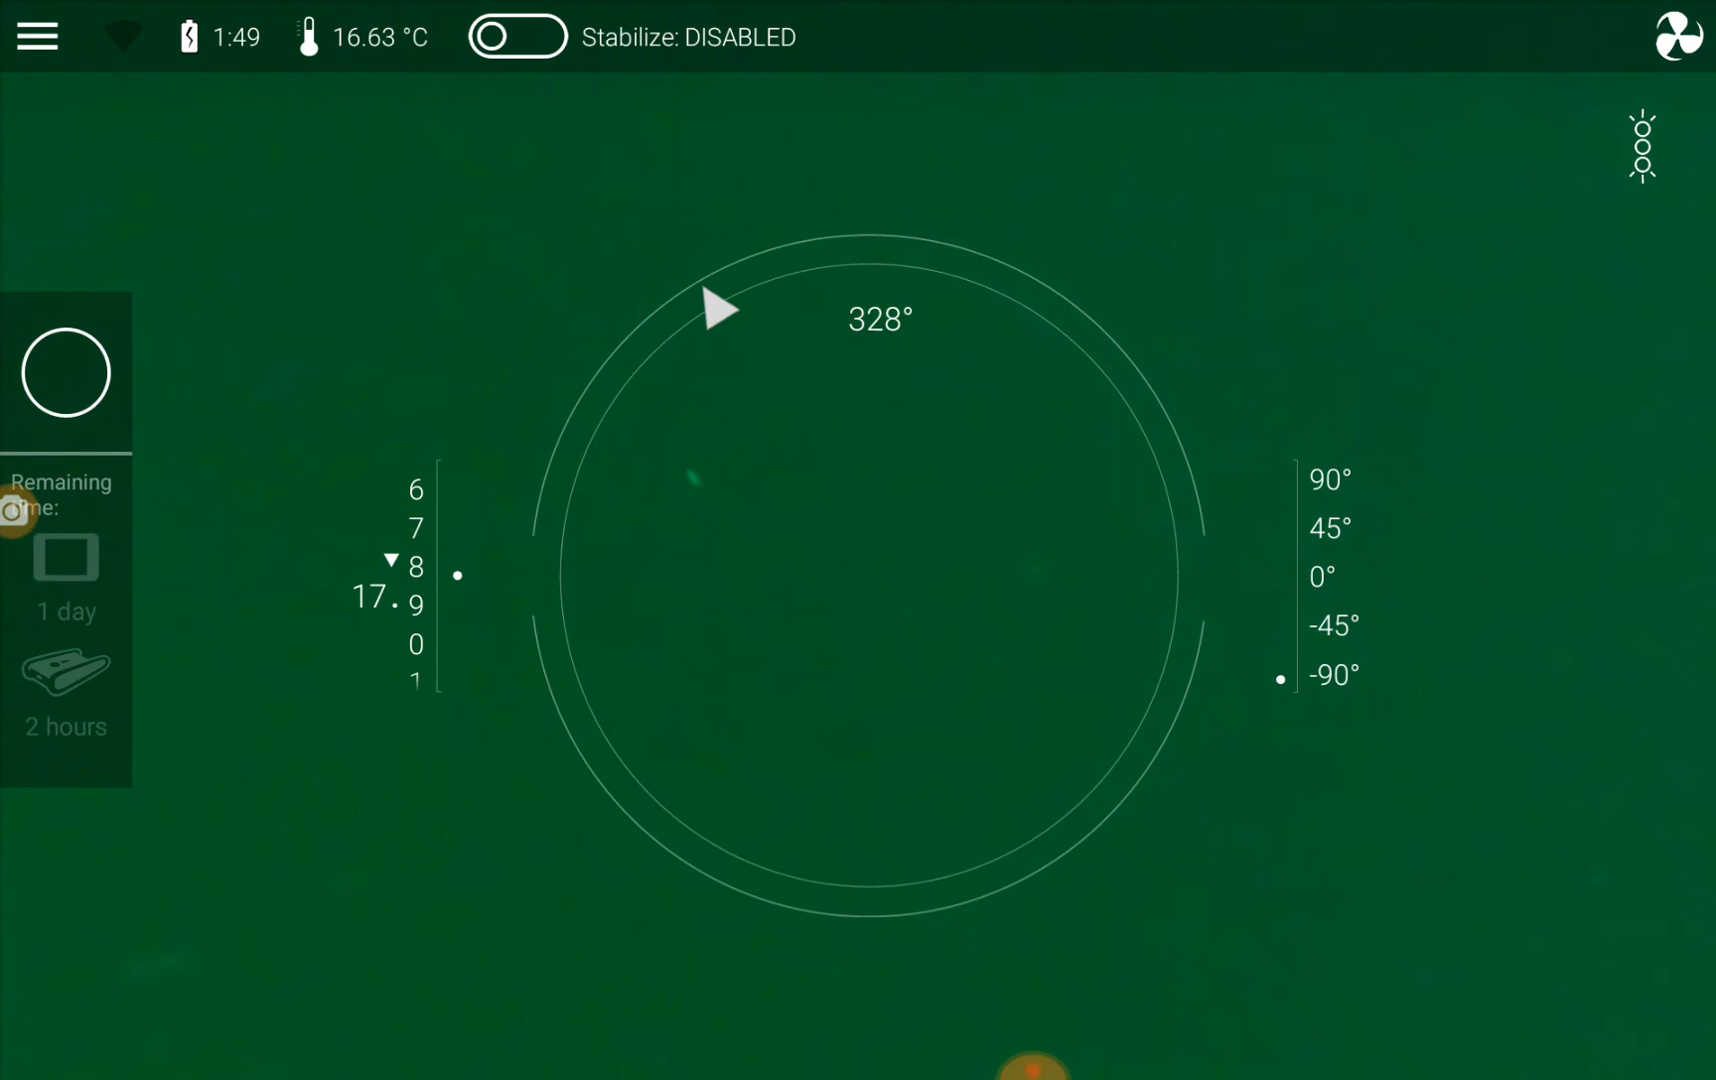 1:49
16.63 °C
Stabilize: DISABLED
328°
6
7
8
17.
9
0
1
90°
45°
0°
-45°
-90°
Remaining
time:
1 day
2 hours